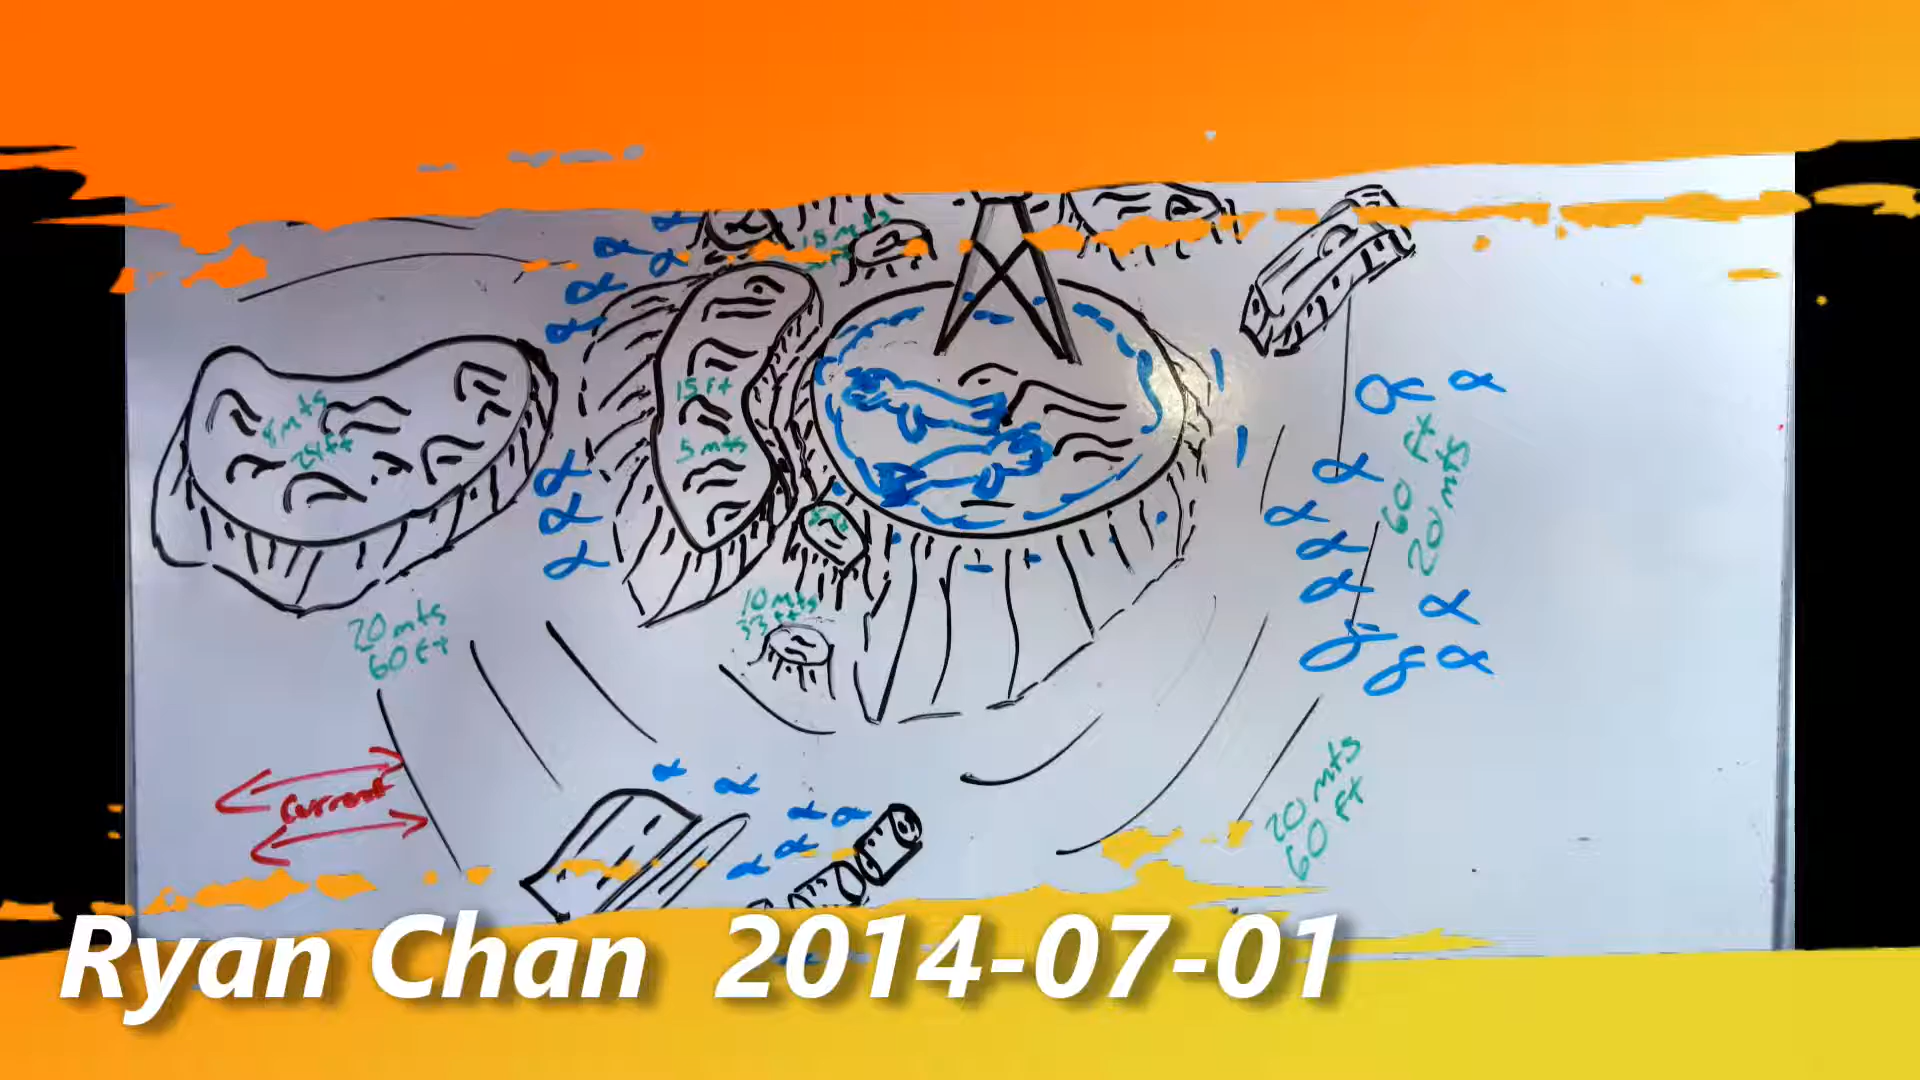 15 mts
15 ft
5 mts
8 mts
24 ft
60 ft
20 mts
10 mts
33 ft
20 mts
60 ft
Current
20 mts
60 ft
Ryan Chan 2014-07-01